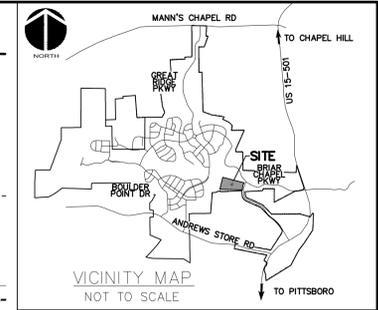 MANN'S CHAPEL RD
NORTH
TO CHAPEL HILL
US 15-501
GREAT
RIDGE
PKWY
SITE
BRIAR
CHAPEL
PKWY
BOULDER
POINT DR
ANDREWS STORE RD
VICINITY MAP
NOT TO SCALE
TO PITTSBORO